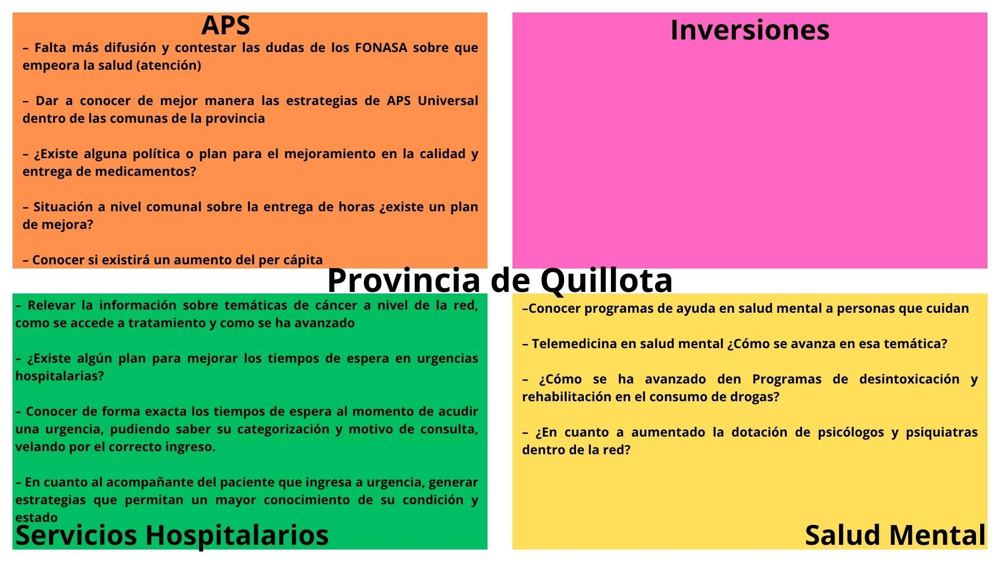 APS
– Falta más difusión y contestar las dudas de los FONASA sobre que
empeora la salud (atención)
– Dar a conocer de mejor manera las estrategias de APS Universal
dentro de las comunas de la provincia
– ¿Existe alguna política o plan para el mejoramiento en la calidad y
entrega de medicamentos?
– Situación a nivel comunal sobre la entrega de horas ¿existe un plan
de mejora?
– Conocer si existirá un aumento del per cápita
Inversiones
Provincia de Quillota
– Relevar la información sobre temáticas de cáncer a nivel de la red,
como se accede a tratamiento y como se ha avanzado
– ¿Existe algún plan para mejorar los tiempos de espera en urgencias
hospitalarias?
– Conocer de forma exacta los tiempos de espera al momento de acudir
una urgencia, pudiendo saber su categorización y motivo de consulta,
velando por el correcto ingreso.
– En cuanto al acompañante del paciente que ingresa a urgencia, generar
estrategias que permitan un mayor conocimiento de su condición y
estado
Servicios Hospitalarios
–Conocer programas de ayuda en salud mental a personas que cuidan
– Telemedicina en salud mental ¿Cómo se avanza en esa temática?
– ¿Cómo se ha avanzado den Programas de desintoxicación y
rehabilitación en el consumo de drogas?
– ¿En cuanto a aumentado la dotación de psicólogos y psiquiatras
dentro de la red?
Salud Mental